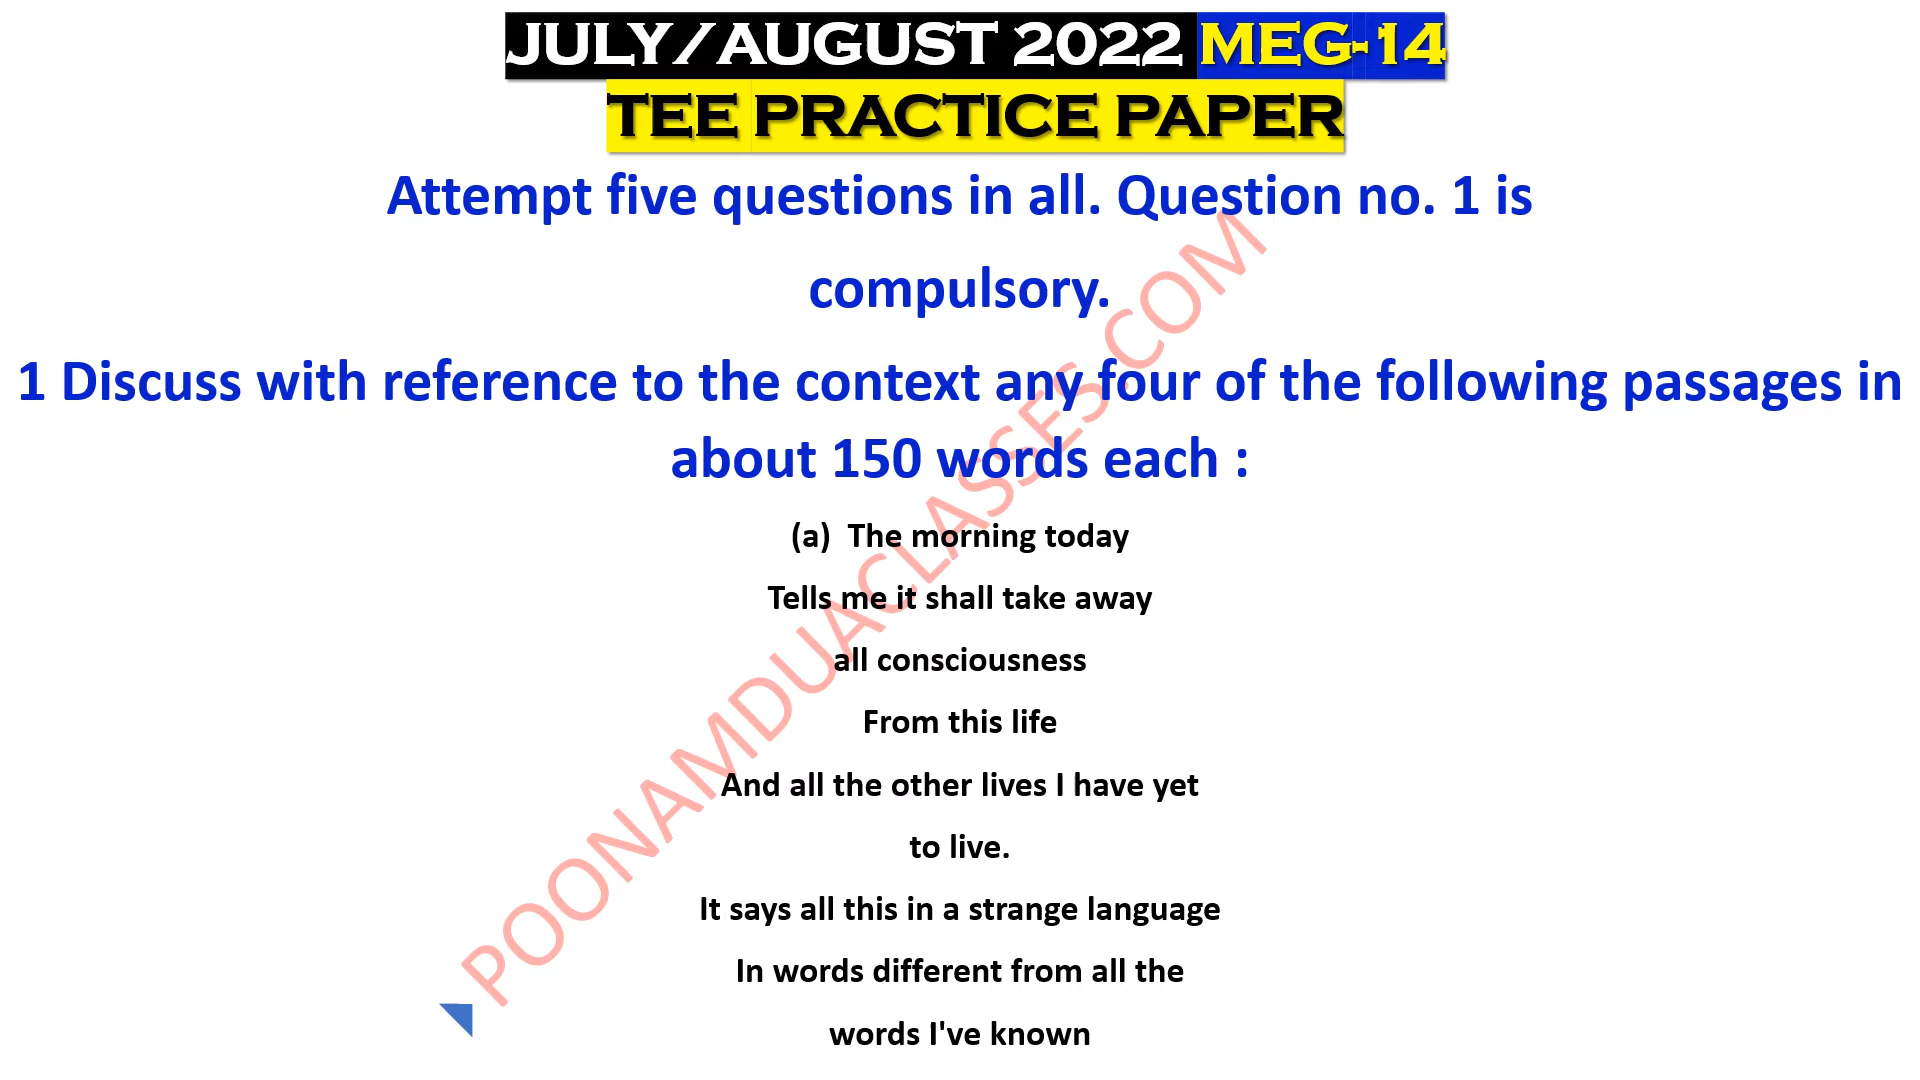 JULY/AUGUST 2022 MEG-14
TEE PRACTICE PAPER
Attempt five questions in all. Question no. 1 is
compulsory.
1 Discuss with reference to the context any four of the following passages in
about 150 words each :
(a) The morning today
Tells me it shall take away
all consciousness
From this life
And all the other lives I have yet
to live.
It says all this in a strange language
In words different from all the
words I've known
POONAMDUACLASSES.COM